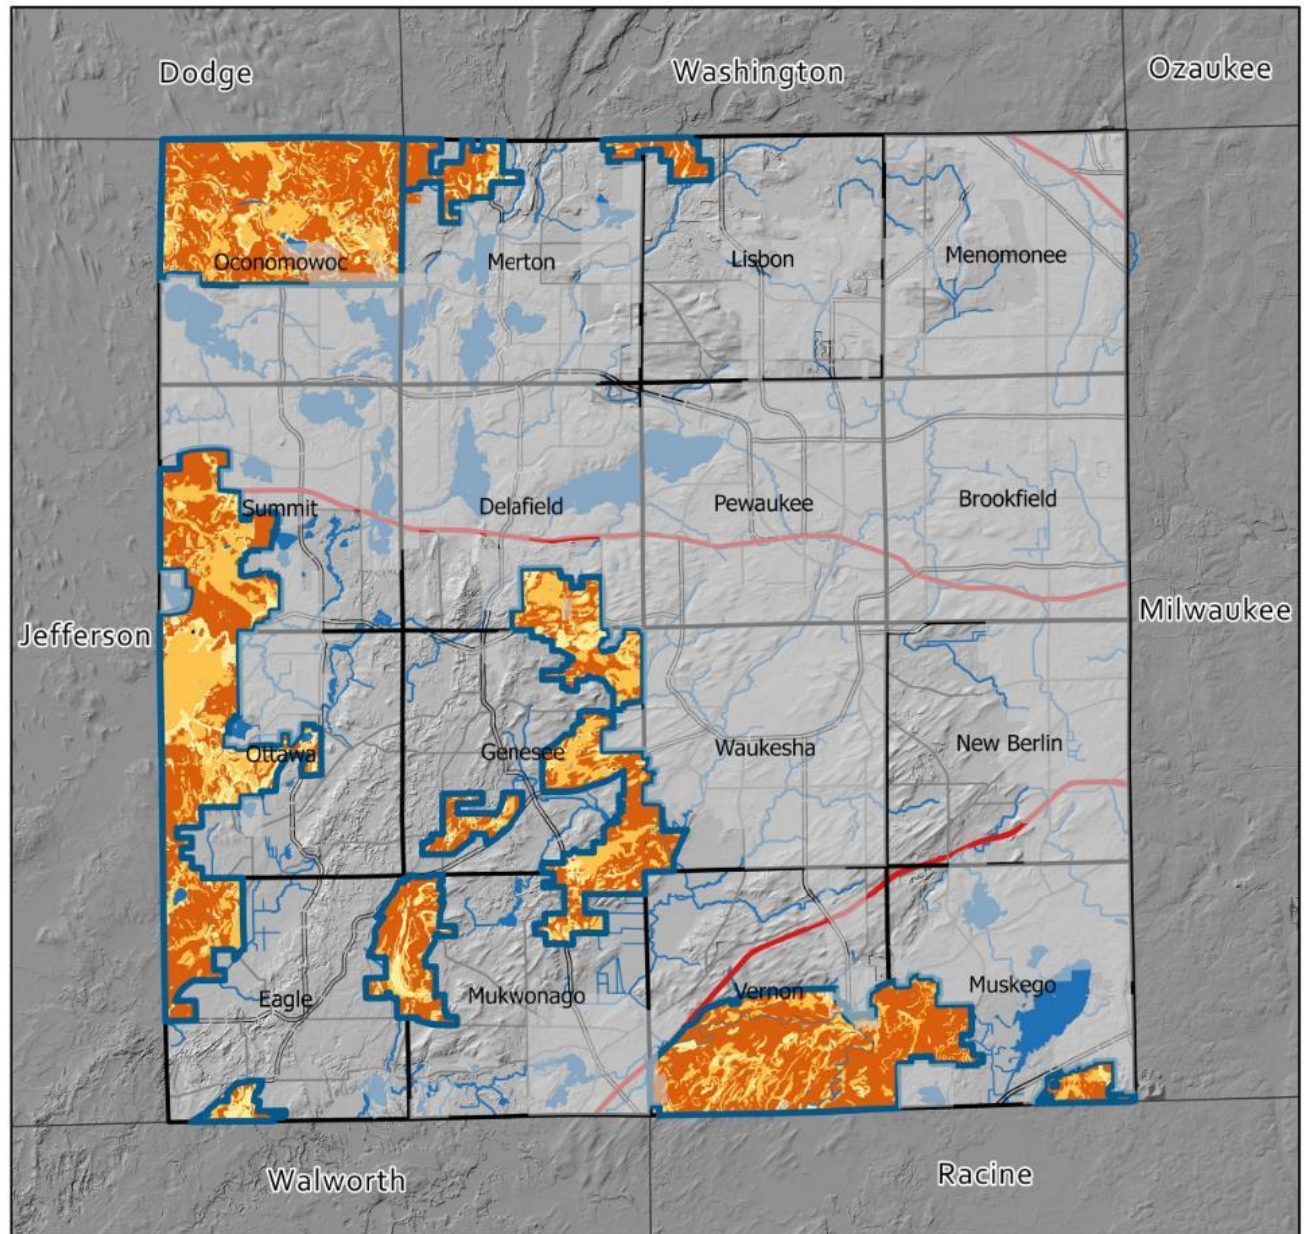 Dodge
Washington
Ozaukee
Oconomowoc
Merton
Lisbon
Menomonee
Summit
Delafield
Pewaukee
Brookfield
Jefferson
Milwaukee
Ottawa
Genesee
Waukesha
New Berlin
Eagle
Mukwonago
Vernon
Muskego
Walworth
Racine